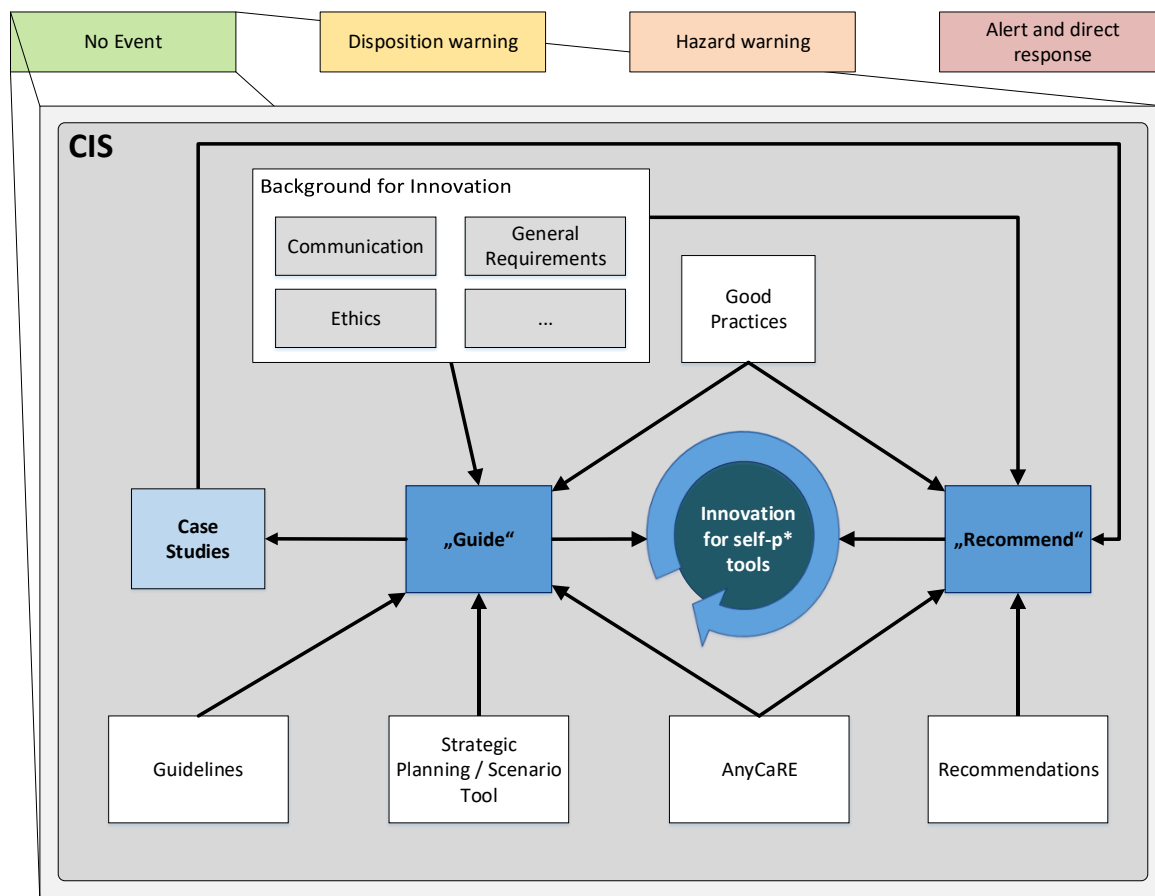 No Event
Disposition warning
Hazard warning
Alert and direct
response
CIS
Background for Innovation
Communication
General
Requirements
Ethics
...
Good
Practices
Case
Studies
„Guide“
Innovation
for self-p*
tools
„Recommend“
Guidelines
Strategic
Planning / Scenario
Tool
AnyCaRE
Recommendations